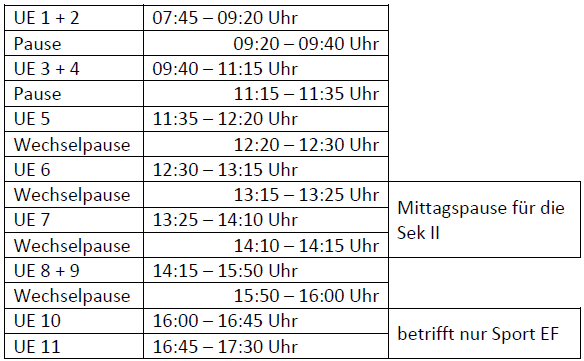 UE 1 + 2 07:45 – 09:20 Uhr
Pause 09:20 – 09:40 Uhr
UE 3 + 4 09:40 – 11:15 Uhr
Pause 11:15 – 11:35 Uhr
UE 5 11:35 – 12:20 Uhr
Wechselpause 12:20 – 12:30 Uhr
UE 6 12:30 – 13:15 Uhr
Wechselpause 13:15 – 13:25 Uhr
UE 7 13:25 – 14:10 Uhr
Wechselpause 14:10 – 14:15 Uhr
Mittagspause für die
Sek II
UE 8 + 9 14:15 – 15:50 Uhr
Wechselpause 15:50 – 16:00 Uhr
UE 10 16:00 – 16:45 Uhr
UE 11 16:45 – 17:30 Uhr
betrifft nur Sport EF